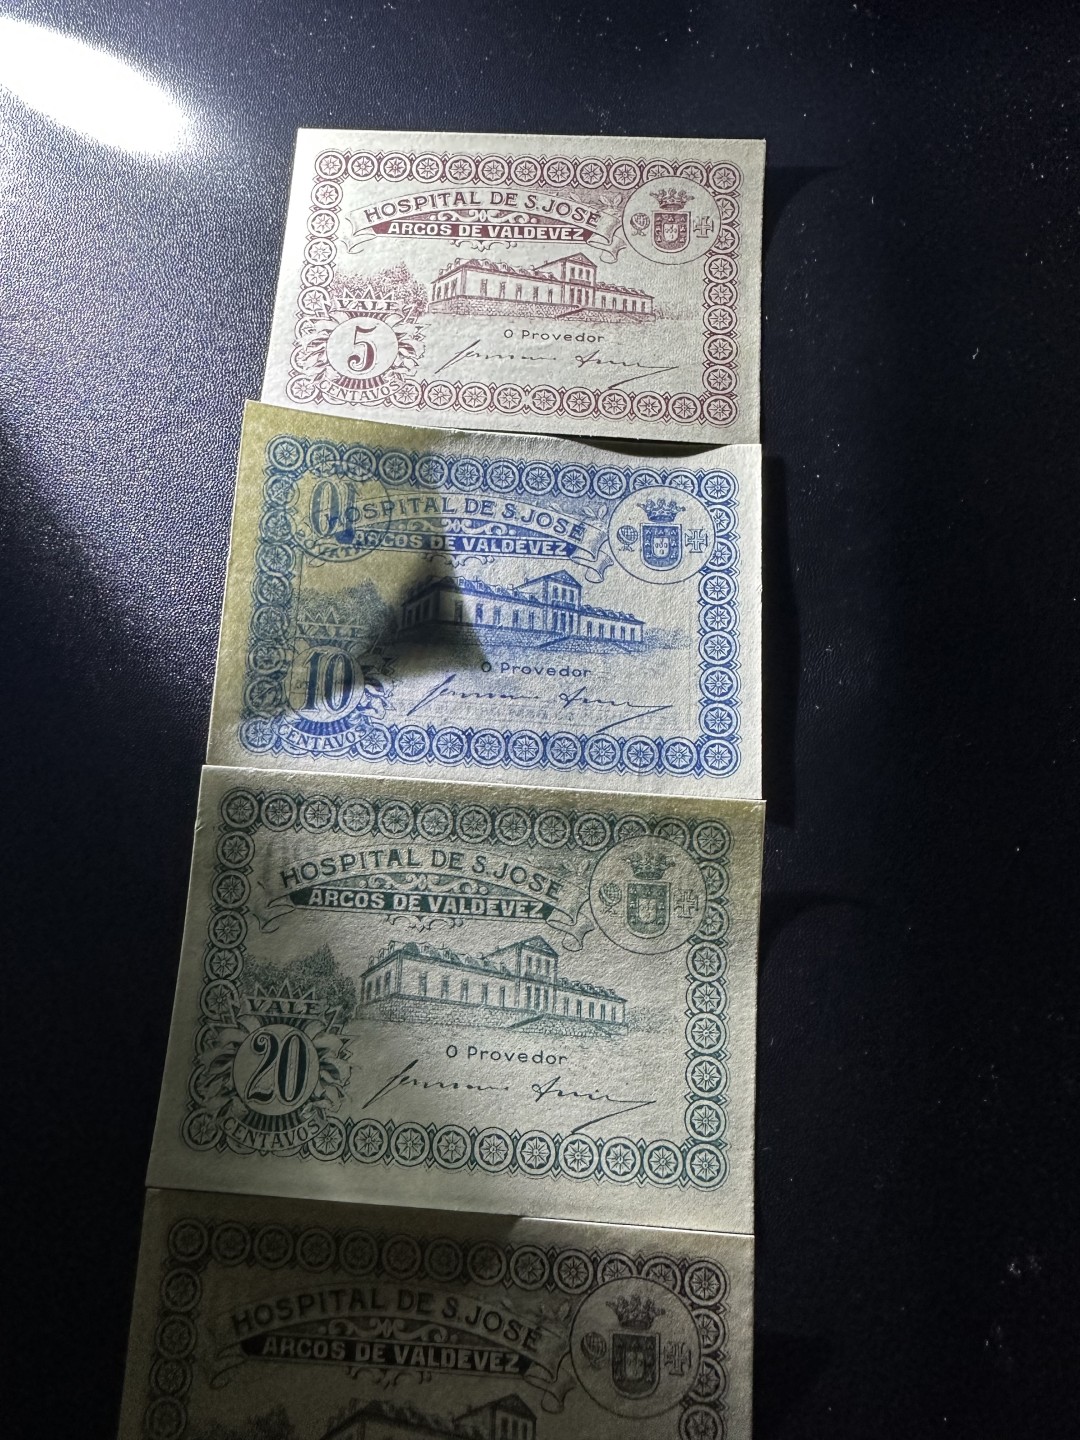 HOSPITAL DE S. JOSÉ
ARCOS DE VALDEVEZ
VALE
5
CENTAVOS
O Provedor
HOSPITAL DE S. JOSÉ
ARCOS DE VALDEVEZ
VALE
10
CENTAVOS
O Provedor
HOSPITAL DE S. JOSÉ
ARCOS DE VALDEVEZ
VALE
20
CENTAVOS
O Provedor
HOSPITAL DE S. JOSÉ
ARCOS DE VALDEVEZ